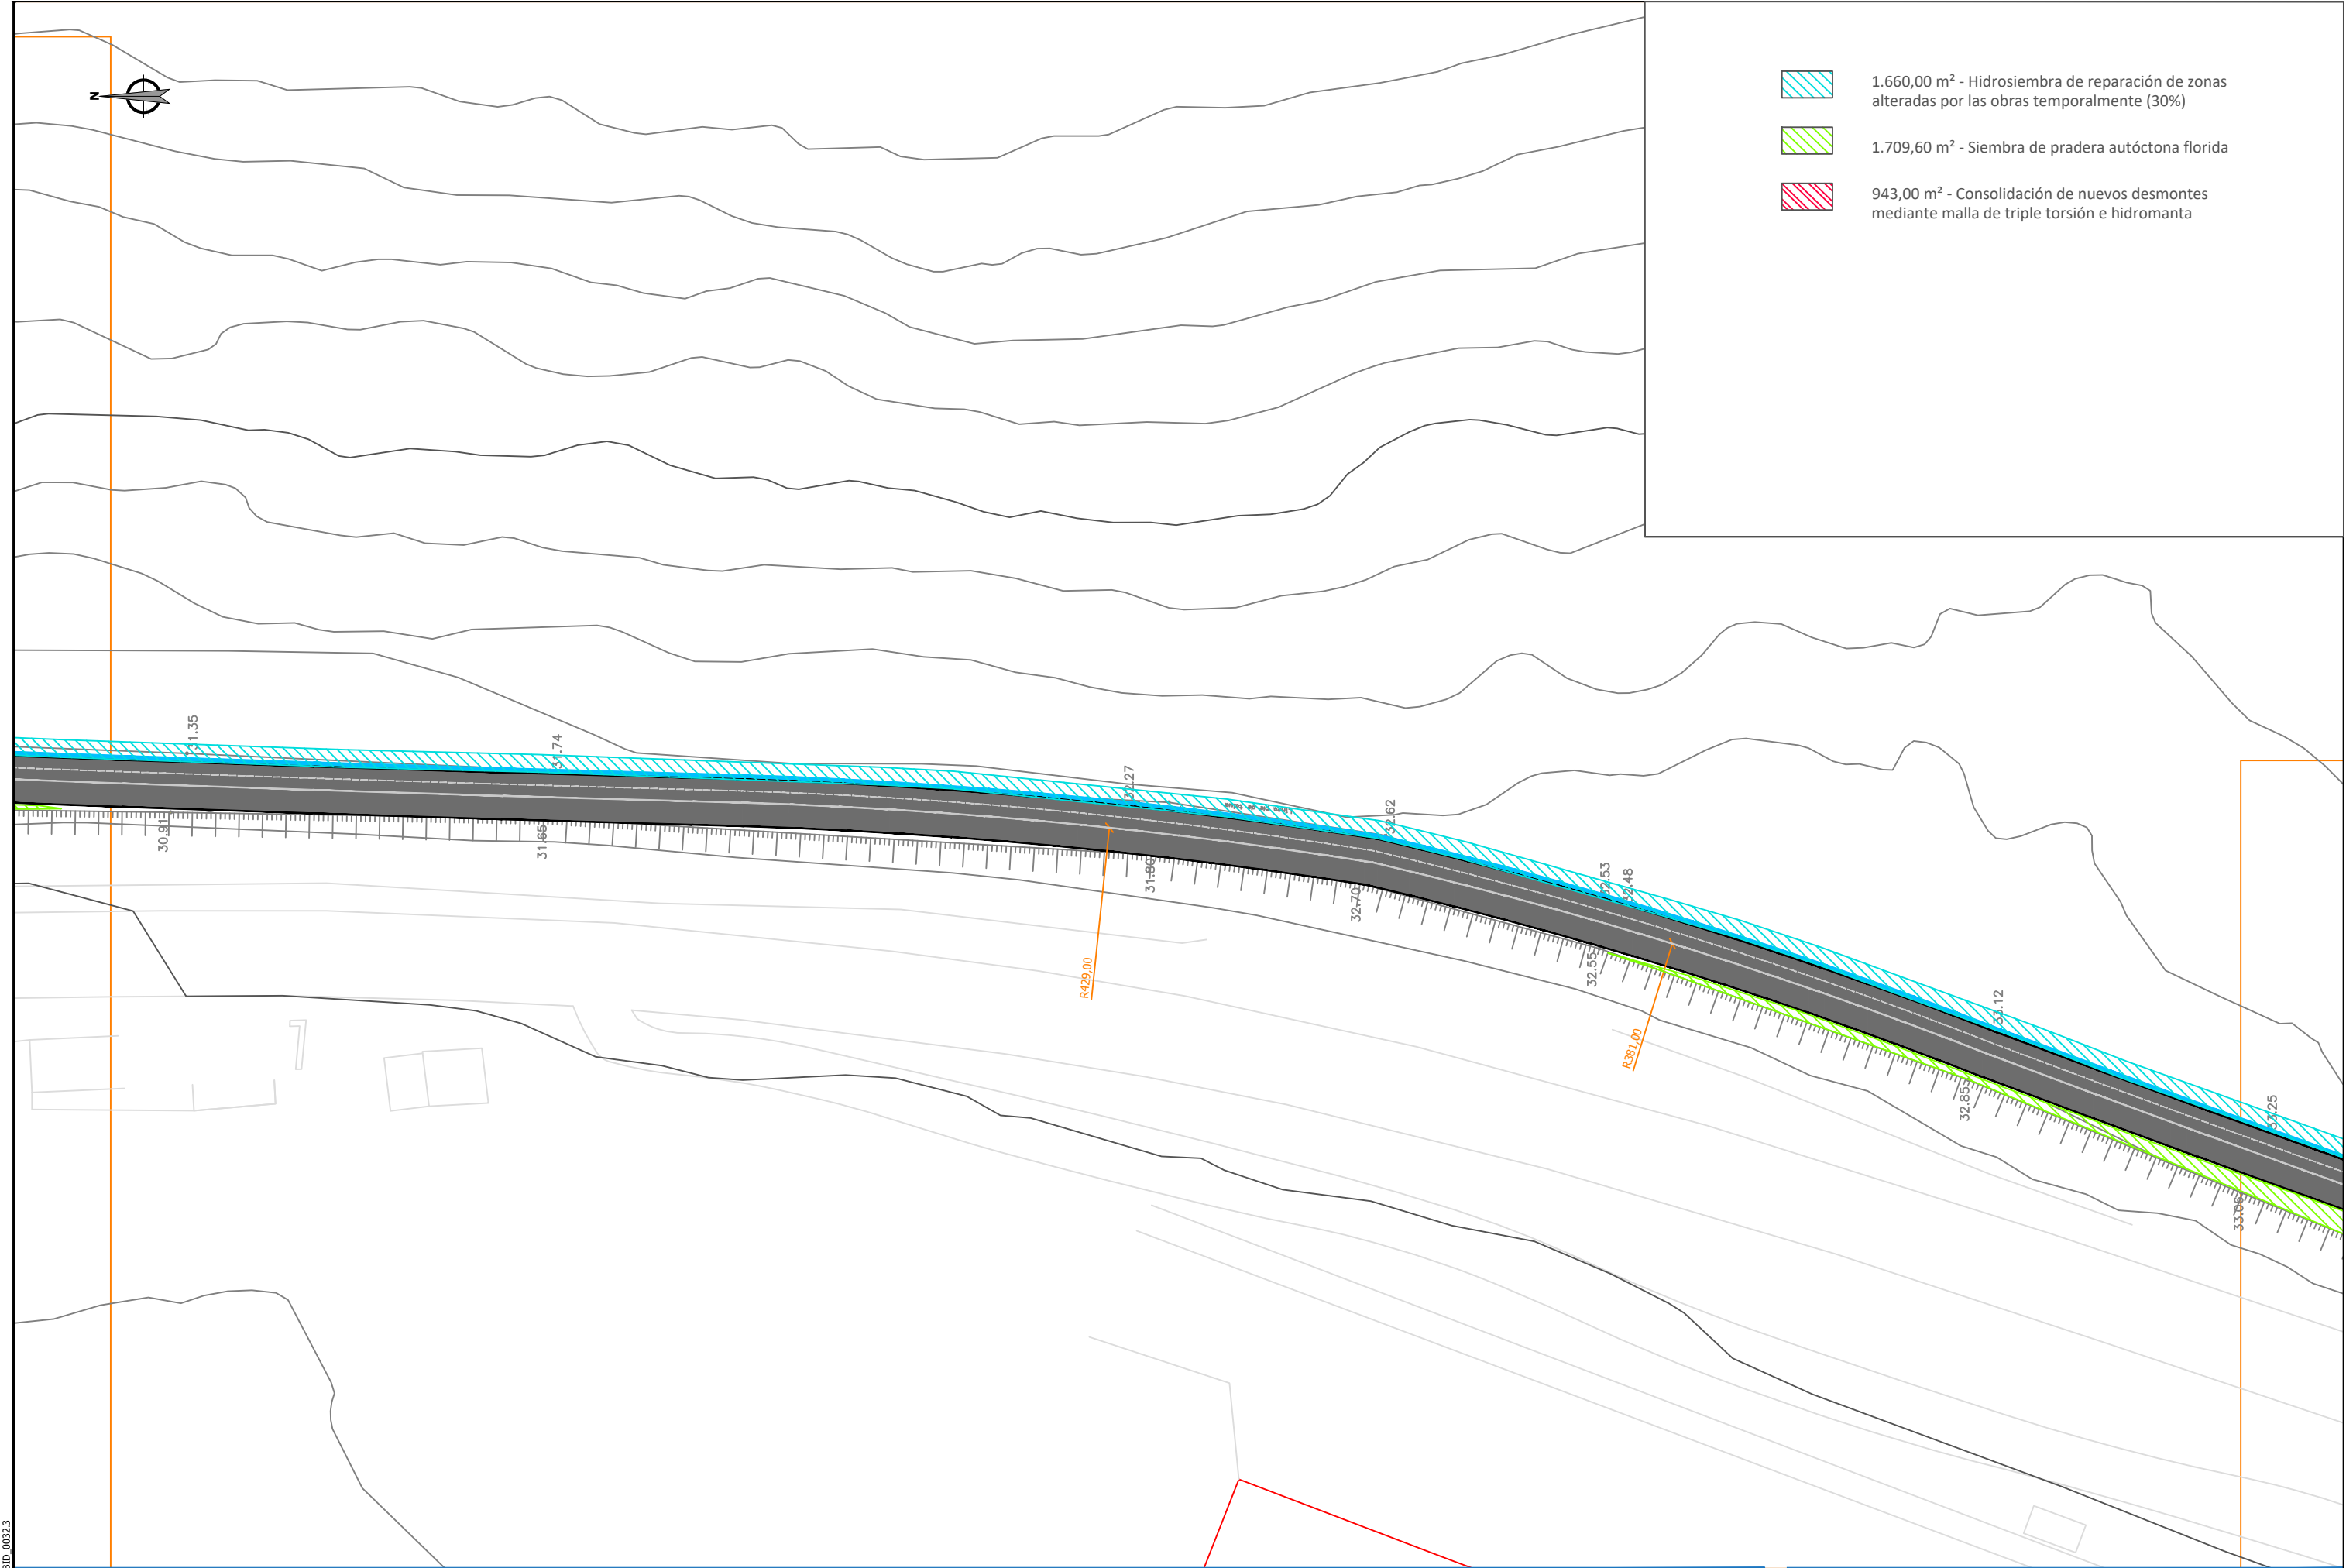 N
1.660,00 m² - Hidrosiembra de reparación de zonas
alteradas por las obras temporalmente (30%)
1.709,60 m² - Siembra de pradera autóctona florida
943,00 m² - Consolidación de nuevos desmontes
mediante malla de triple torsión e hidromanta
31.35
31.74
32.27
32.62
32.53
32.48
33.12
33.25
30.91
31.65
31.80
32.70
32.55
32.85
33.06
R429,00
R381,00